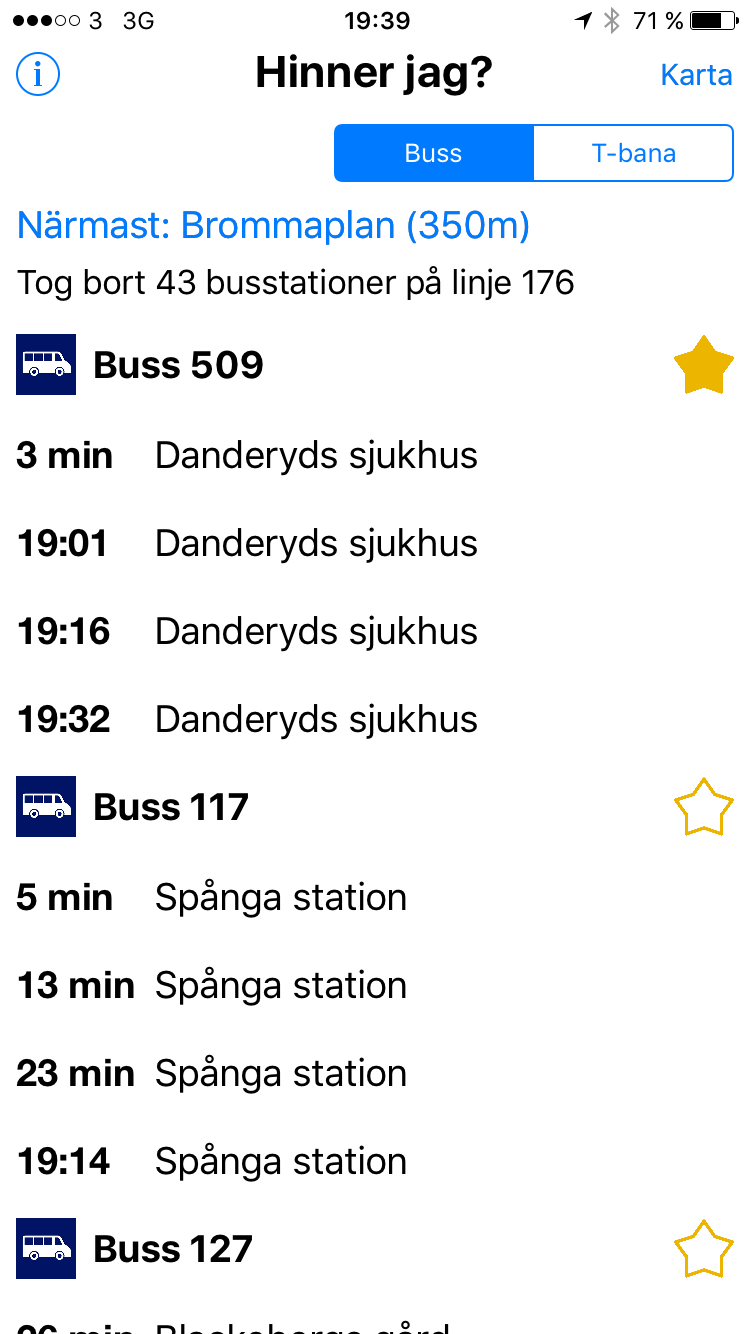 3 3G 19:39 71 %
i Hinner jag? Karta
Buss T-bana
Närmast: Brommaplan (350m)
Tog bort 43 busstationer på linje 176
Buss 509
3 min Danderyds sjukhus
19:01 Danderyds sjukhus
19:16 Danderyds sjukhus
19:32 Danderyds sjukhus
Buss 117
5 min Spånga station
13 min Spånga station
23 min Spånga station
19:14 Spånga station
Buss 127
min Blackebergs gård